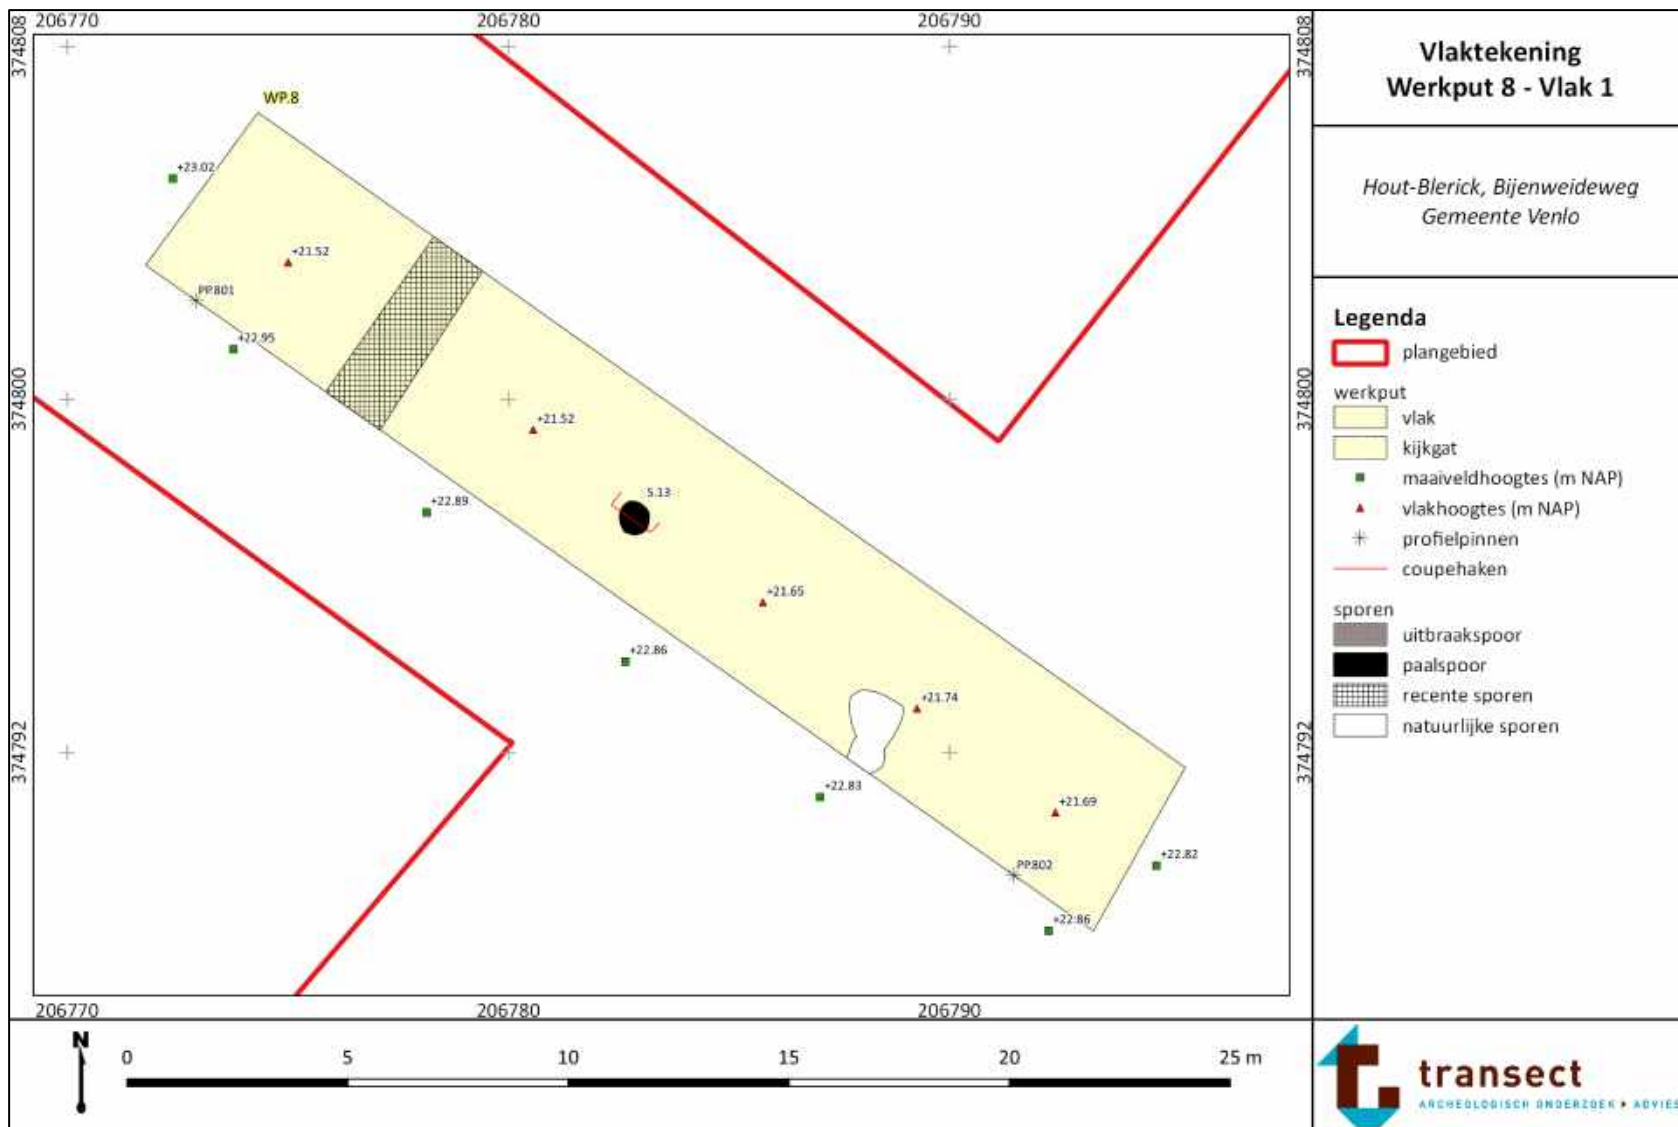 206770
206780
206790
374808
374808
WP.8
+23.02
+21.52
PP.801
+22.95
374800
374800
+21.52
S.13
+22.89
+21.65
+22.86
+21.74
374792
374792
+22.83
+21.69
PP.802
+22.82
+22.86
206770
206780
206790
N
0
5
10
15
20
25 m
Vlaktekening
Werkput 8 - Vlak 1
Hout-Blerick, Bijenweideweg
Gemeente Venlo
Legenda
plangebied
werkput
vlak
kijkgat
maaiveldhoogtes (m NAP)
vlakhoogtes (m NAP)
profielpinnen
coupehaken
sporen
uitbraakspoor
paalspoor
recente sporen
natuurlijke sporen
transect
ARCHEOLOGISCH ONDERZOEK ▸ ADVIES